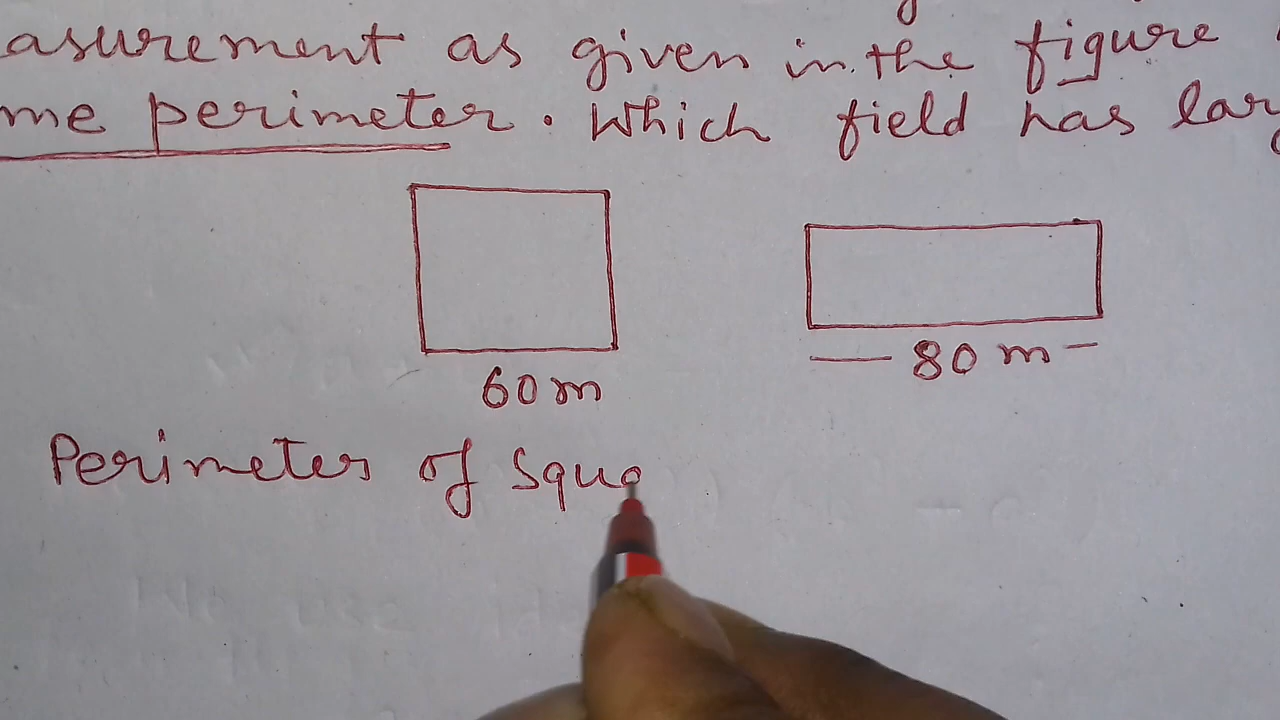 asurement as given in the figure
me perimeter. Which field has lar
60 m
80 m
Perimeter of Squa